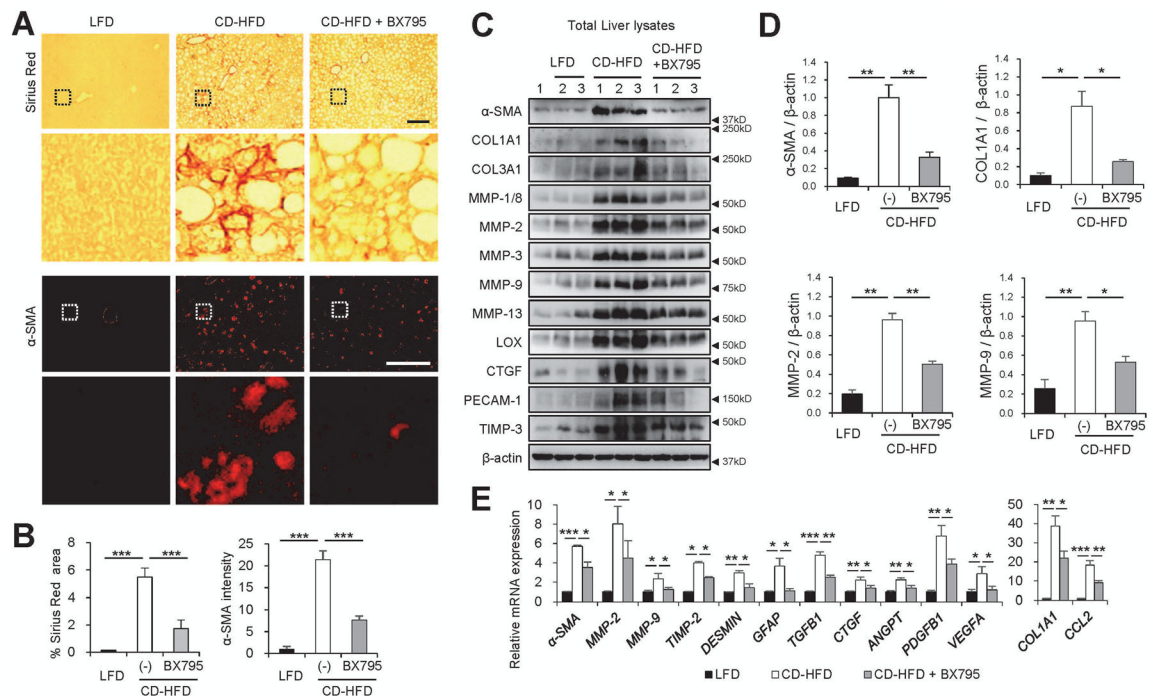 A
LFD
CD-HFD
CD-HFD + BX795
Sirius Red
α-SMA
B
% Sirius Red area
8
6
4
2
0
***
***
LFD
(-)
BX795
CD-HFD
α-SMA intensity
25
20
15
10
5
0
***
***
LFD
(-)
BX795
CD-HFD
C
Total Liver lysates
LFD
CD-HFD
CD-HFD
+BX795
1 2 3 1 2 3 1 2 3
α-SMA
37kD
COL1A1
250kD
COL3A1
250kD
MMP-1/8
50kD
MMP-2
50kD
MMP-3
50kD
MMP-9
75kD
MMP-13
50kD
LOX
50kD
CTGF
50kD
PECAM-1
150kD
TIMP-3
50kD
β-actin
37kD
D
α-SMA / β-actin
1.4
1.2
1.0
0.8
0.6
0.4
0.2
0.0
**
**
LFD
(-)
BX795
CD-HFD
COL1A1 / β-actin
1.4
1.2
1.0
0.8
0.6
0.4
0.2
0.0
*
*
LFD
(-)
BX795
CD-HFD
MMP-2 / β-actin
1.4
1.2
1.0
0.8
0.6
0.4
0.2
0.0
**
**
LFD
(-)
BX795
CD-HFD
MMP-9 / β-actin
1.4
1.2
1.0
0.8
0.6
0.4
0.2
0.0
**
*
LFD
(-)
BX795
CD-HFD
E
Relative mRNA expression
10
8
6
4
2
0
*** *
* *
* *
* *
** *
* *
*** **
** *
** *
** *
* *
α-SMA
MMP-2
MMP-9
TIMP-2
DESMIN
GFAP
TGFB1
CTGF
ANGPT
PDGFB1
VEGFA
50
40
30
20
10
0
** *
*** **
COL1A1
CCL2
LFD
CD-HFD
CD-HFD + BX795